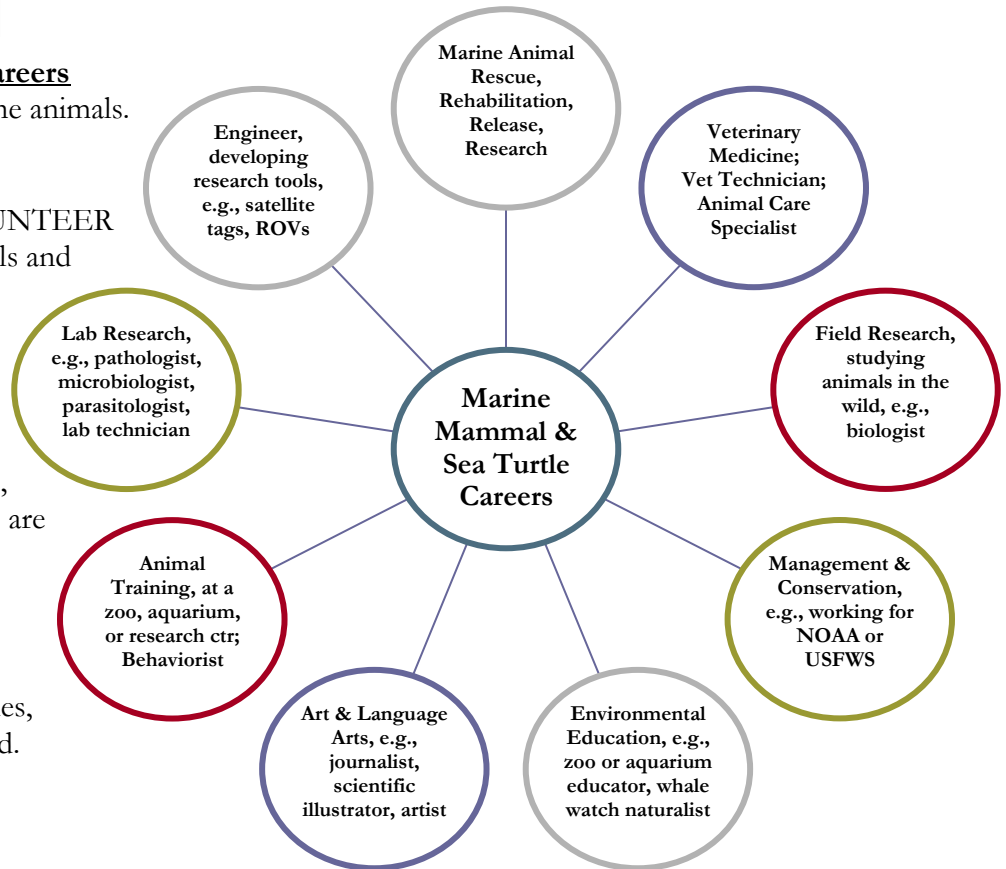 areers
ne animals.
UNTEER
ls and
,
are
es,
d.
Marine Animal
Rescue,
Rehabilitation,
Release,
Research
Engineer,
developing
research tools,
e.g., satellite
tags, ROVs
Veterinary
Medicine;
Vet Technician;
Animal Care
Specialist
Lab Research,
e.g., pathologist,
microbiologist,
parasitologist,
lab technician
Field Research,
studying
animals in the
wild, e.g.,
biologist
Marine
Mammal &
Sea Turtle
Careers
Animal
Training, at a
zoo, aquarium,
or research ctr;
Behaviorist
Management &
Conservation,
e.g., working for
NOAA or
USFWS
Art & Language
Arts, e.g.,
journalist,
scientific
illustrator, artist
Environmental
Education, e.g.,
zoo or aquarium
educator, whale
watch naturalist